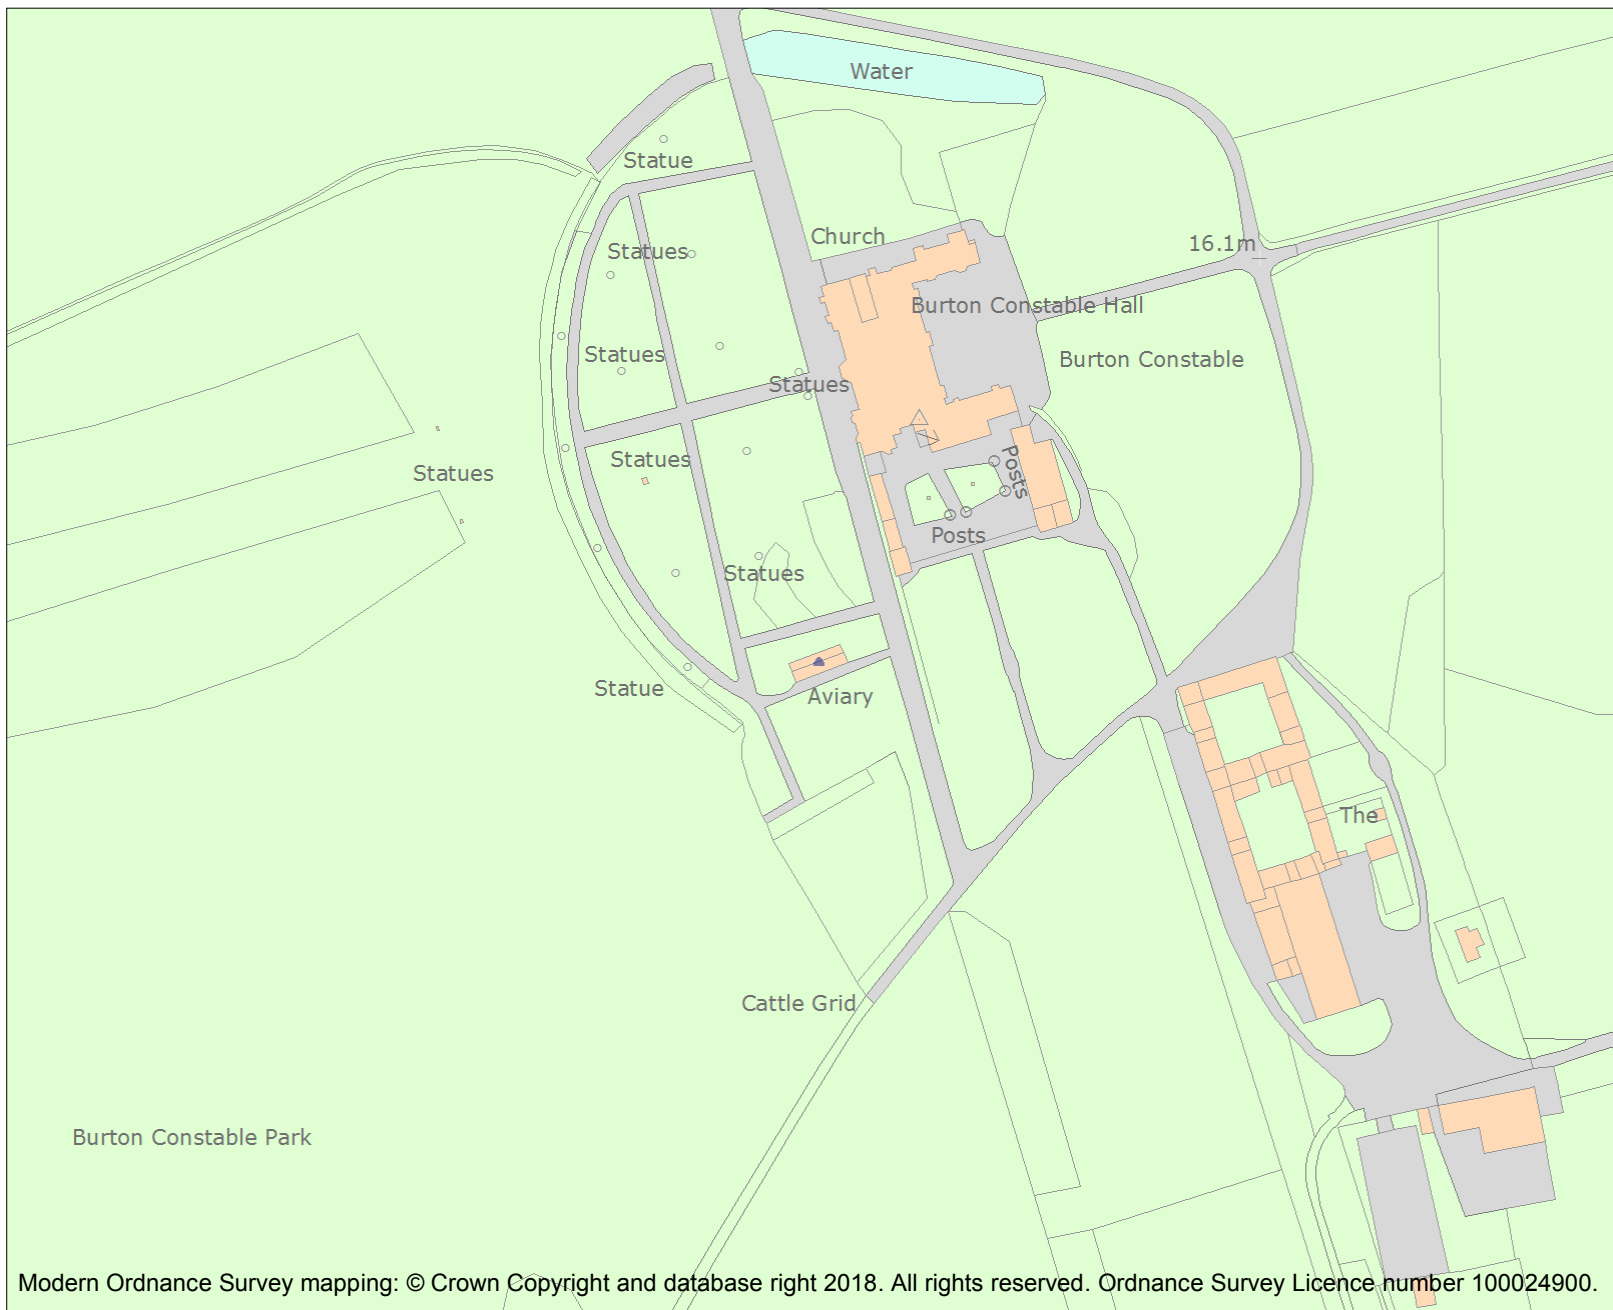 Water
Statue
Church
Statues
16.1m
Burton Constable Hall
Statues
Burton Constable
Statues
Statues
Statues
Posts
Posts
Statues
Statue
Aviary
The
Cattle Grid
Burton Constable Park
Modern Ordnance Survey mapping: © Crown Copyright and database right 2018. All rights reserved. Ordnance Survey Licence number 100024900.